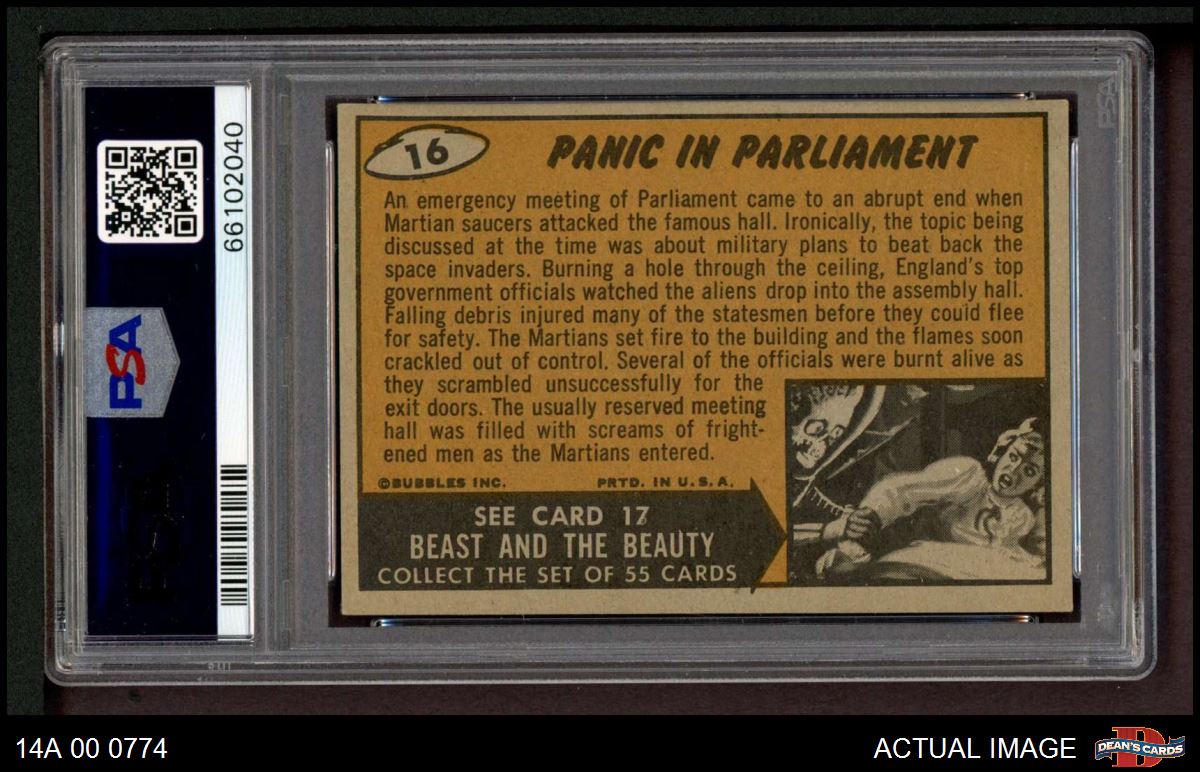 16
PANIC IN PARLIAMENT
An emergency meeting of Parliament came to an abrupt end when
Martian saucers attacked the famous hall. Ironically, the topic being
discussed at the time was about military plans to beat back the
space invaders. Burning a hole through the ceiling, England's top
government officials watched the aliens drop into the assembly hall.
Falling debris injured many of the statesmen before they could flee
for safety. The Martians set fire to the building and the flames soon
crackled out of control. Several of the officials were burnt alive as
they scrambled unsuccessfully for the
exit doors. The usually reserved meeting
hall was filled with screams of fright-
ened men as the Martians entered.
©BUBBLES INC. PRTD. IN U.S.A.
SEE CARD 17
BEAST AND THE BEAUTY
COLLECT THE SET OF 55 CARDS
66102040
PSA
PSA
14A 00 0774
ACTUAL IMAGE
D
DEAN'S CARDS